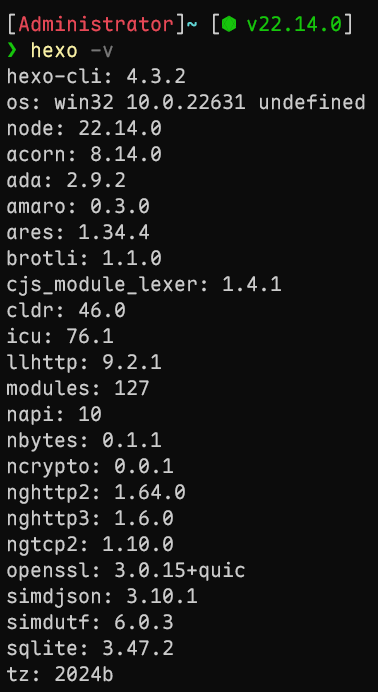 [Administrator]~ [⬢ v22.14.0]
❯ hexo -v
hexo-cli: 4.3.2
os: win32 10.0.22631 undefined
node: 22.14.0
acorn: 8.14.0
ada: 2.9.2
amaro: 0.3.0
ares: 1.34.4
brotli: 1.1.0
cjs_module_lexer: 1.4.1
cldr: 46.0
icu: 76.1
llhttp: 9.2.1
modules: 127
napi: 10
nbytes: 0.1.1
ncrypto: 0.0.1
nghttp2: 1.64.0
nghttp3: 1.6.0
ngtcp2: 1.10.0
openssl: 3.0.15+quic
simdjson: 3.10.1
simdutf: 6.0.3
sqlite: 3.47.2
tz: 2024b